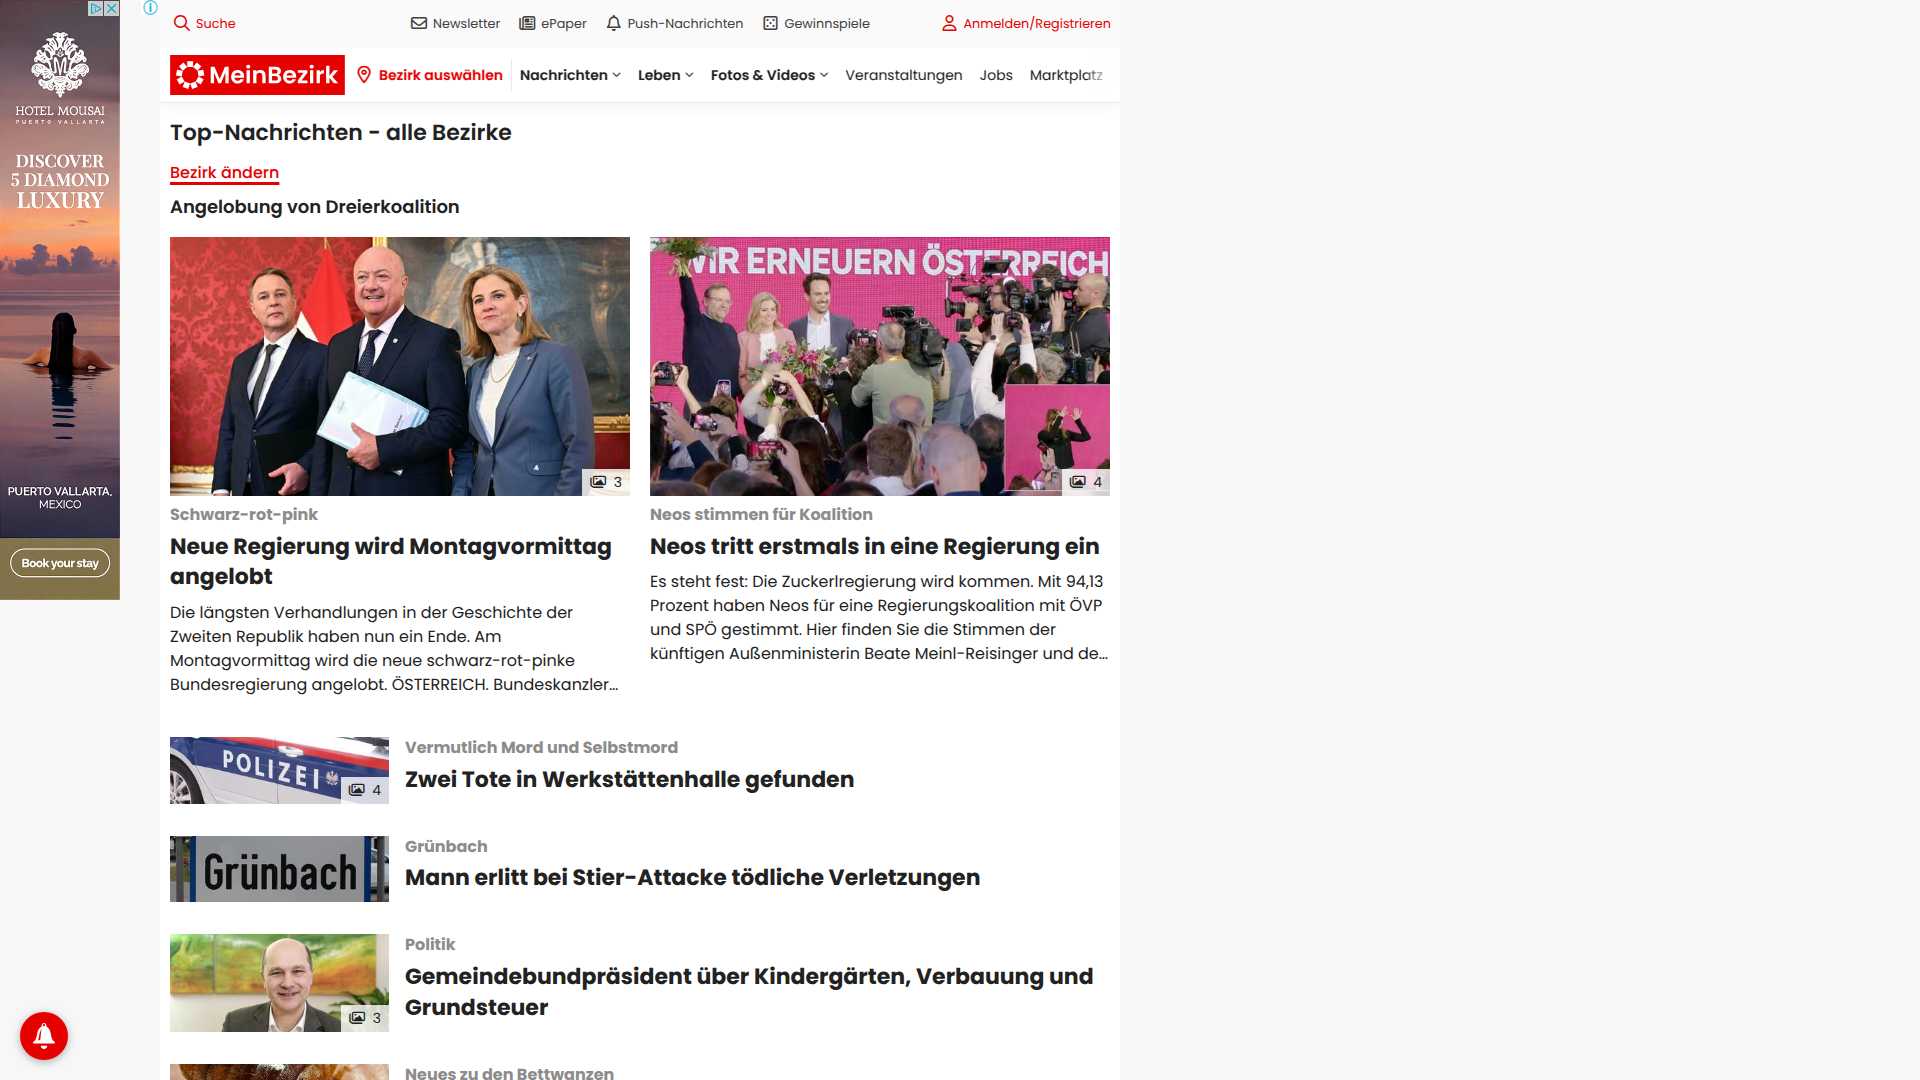 Suche
Newsletter
ePaper
Push-Nachrichten
Gewinnspiele
Anmelden/Registrieren
MeinBezirk
Bezirk auswählen
Nachrichten
Leben
Fotos & Videos
Veranstaltungen
Jobs
Marktplatz
HOTEL MOUSAI
PUERTO VALLARTA
DISCOVER
5 DIAMOND
LUXURY
PUERTO VALLARTA,
MEXICO
Book your stay
Top-Nachrichten - alle Bezirke
Bezirk ändern
Angelobung von Dreierkoalition
3
Schwarz-rot-pink
Neue Regierung wird Montagvormittag
angelobt
Die längsten Verhandlungen in der Geschichte der
Zweiten Republik haben nun ein Ende. Am
Montagvormittag wird die neue schwarz-rot-pinke
Bundesregierung angelobt. ÖSTERREICH. Bundeskanzler...
WIR ERNEUERN ÖSTERREICH
4
Neos stimmen für Koalition
Neos tritt erstmals in eine Regierung ein
Es steht fest: Die Zuckerlregierung wird kommen. Mit 94,13
Prozent haben Neos für eine Regierungskoalition mit ÖVP
und SPÖ gestimmt. Hier finden Sie die Stimmen der
künftigen Außenministerin Beate Meinl-Reisinger und de...
POLIZEI
4
Vermutlich Mord und Selbstmord
Zwei Tote in Werkstättenhalle gefunden
Grünbach
Grünbach
Mann erlitt bei Stier-Attacke tödliche Verletzungen
3
Politik
Gemeindebundpräsident über Kindergärten, Verbauung und
Grundsteuer
Neues zu den Bettwanzen